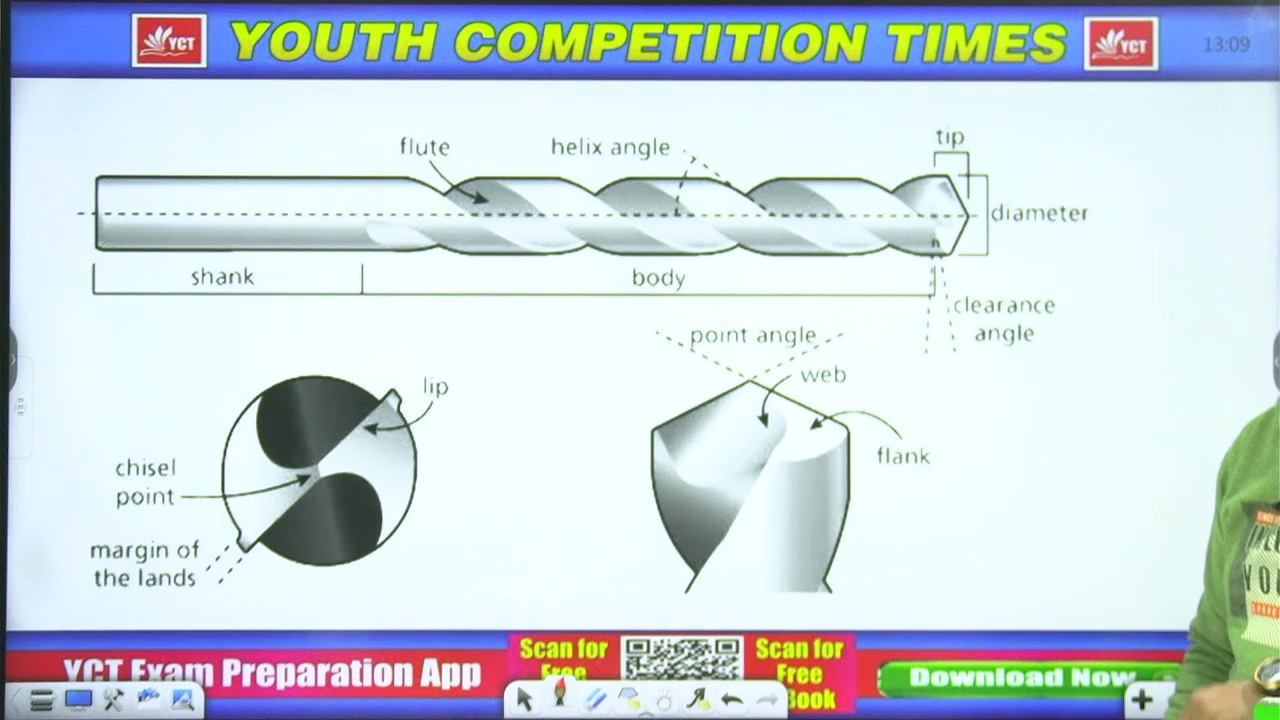 YCT
YOUTH COMPETITION TIMES
YCT
13:09
flute
helix angle
tip
diameter
shank
body
clearance
angle
point angle
web
flank
lip
chisel
point
margin of
the lands
YCT Exam Preparation App
Scan for
Free
Scan for
Free
Book
Download Now